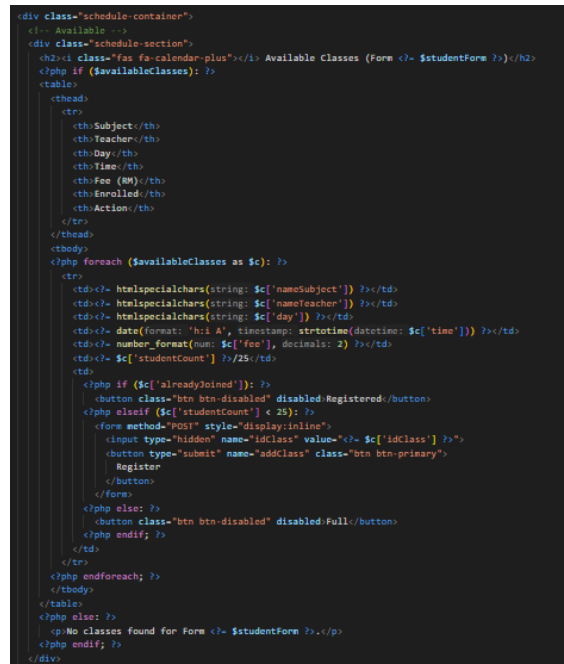 <div class="schedule-container">
<!-- Available -->
<div class="schedule-section">
<h2><i class="fas fa-calendar-plus"></i> Available Classes (Form <?= $studentForm ?>)</h2>
<?php if ($availableClasses): ?>
<table>
<thead>
<tr>
<th>Subject</th>
<th>Teacher</th>
<th>Day</th>
<th>Time</th>
<th>Fee (RM)</th>
<th>Enrolled</th>
<th>Action</th>
</tr>
</thead>
<tbody>
<?php foreach ($availableClasses as $c): ?>
<tr>
<td><?= htmlspecialchars(string: $c['nameSubject']) ?></td>
<td><?= htmlspecialchars(string: $c['nameTeacher']) ?></td>
<td><?= htmlspecialchars(string: $c['day']) ?></td>
<td><?= date(format: 'h:i A', timestamp: strtotime(datetime: $c['time'])) ?></td>
<td><?= number_format(num: $c['fee'], decimals: 2) ?></td>
<td><?= $c['studentCount'] ?>/25</td>
<td>
<?php if ($c['alreadyJoined']): ?>
<button class="btn btn-disabled" disabled>Registered</button>
<?php elseif ($c['studentCount'] < 25): ?>
<form method="POST" style="display:inline">
<input type="hidden" name="idClass" value="<?= $c['idClass'] ?>">
<button type="submit" name="addClass" class="btn btn-primary">
Register
</button>
</form>
<?php else: ?>
<button class="btn btn-disabled" disabled>Full</button>
<?php endif; ?>
</td>
</tr>
<?php endforeach; ?>
</tbody>
</table>
<?php else: ?>
<p>No classes found for Form <?= $studentForm ?>.</p>
<?php endif; ?>
</div>